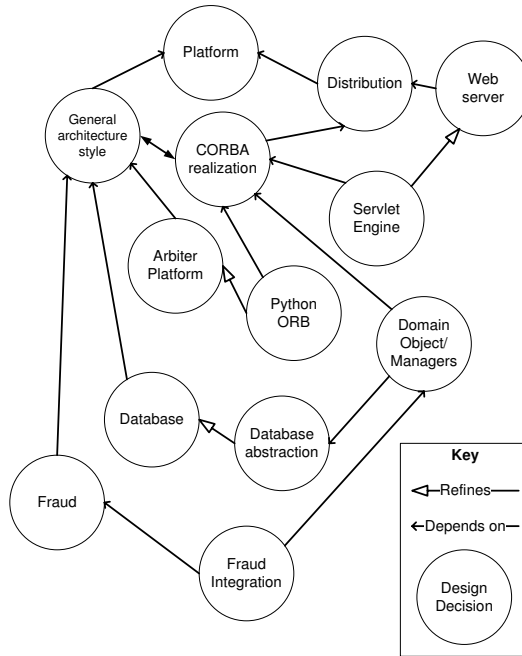 Platform
Distribution
Web
server
General
architecture
style
CORBA
realization
Servlet
Engine
Arbiter
Platform
Python
ORB
Domain
Object/
Managers
Database
Database
abstraction
Fraud
Fraud
Integration
Key
Refines
Depends on
Design
Decision